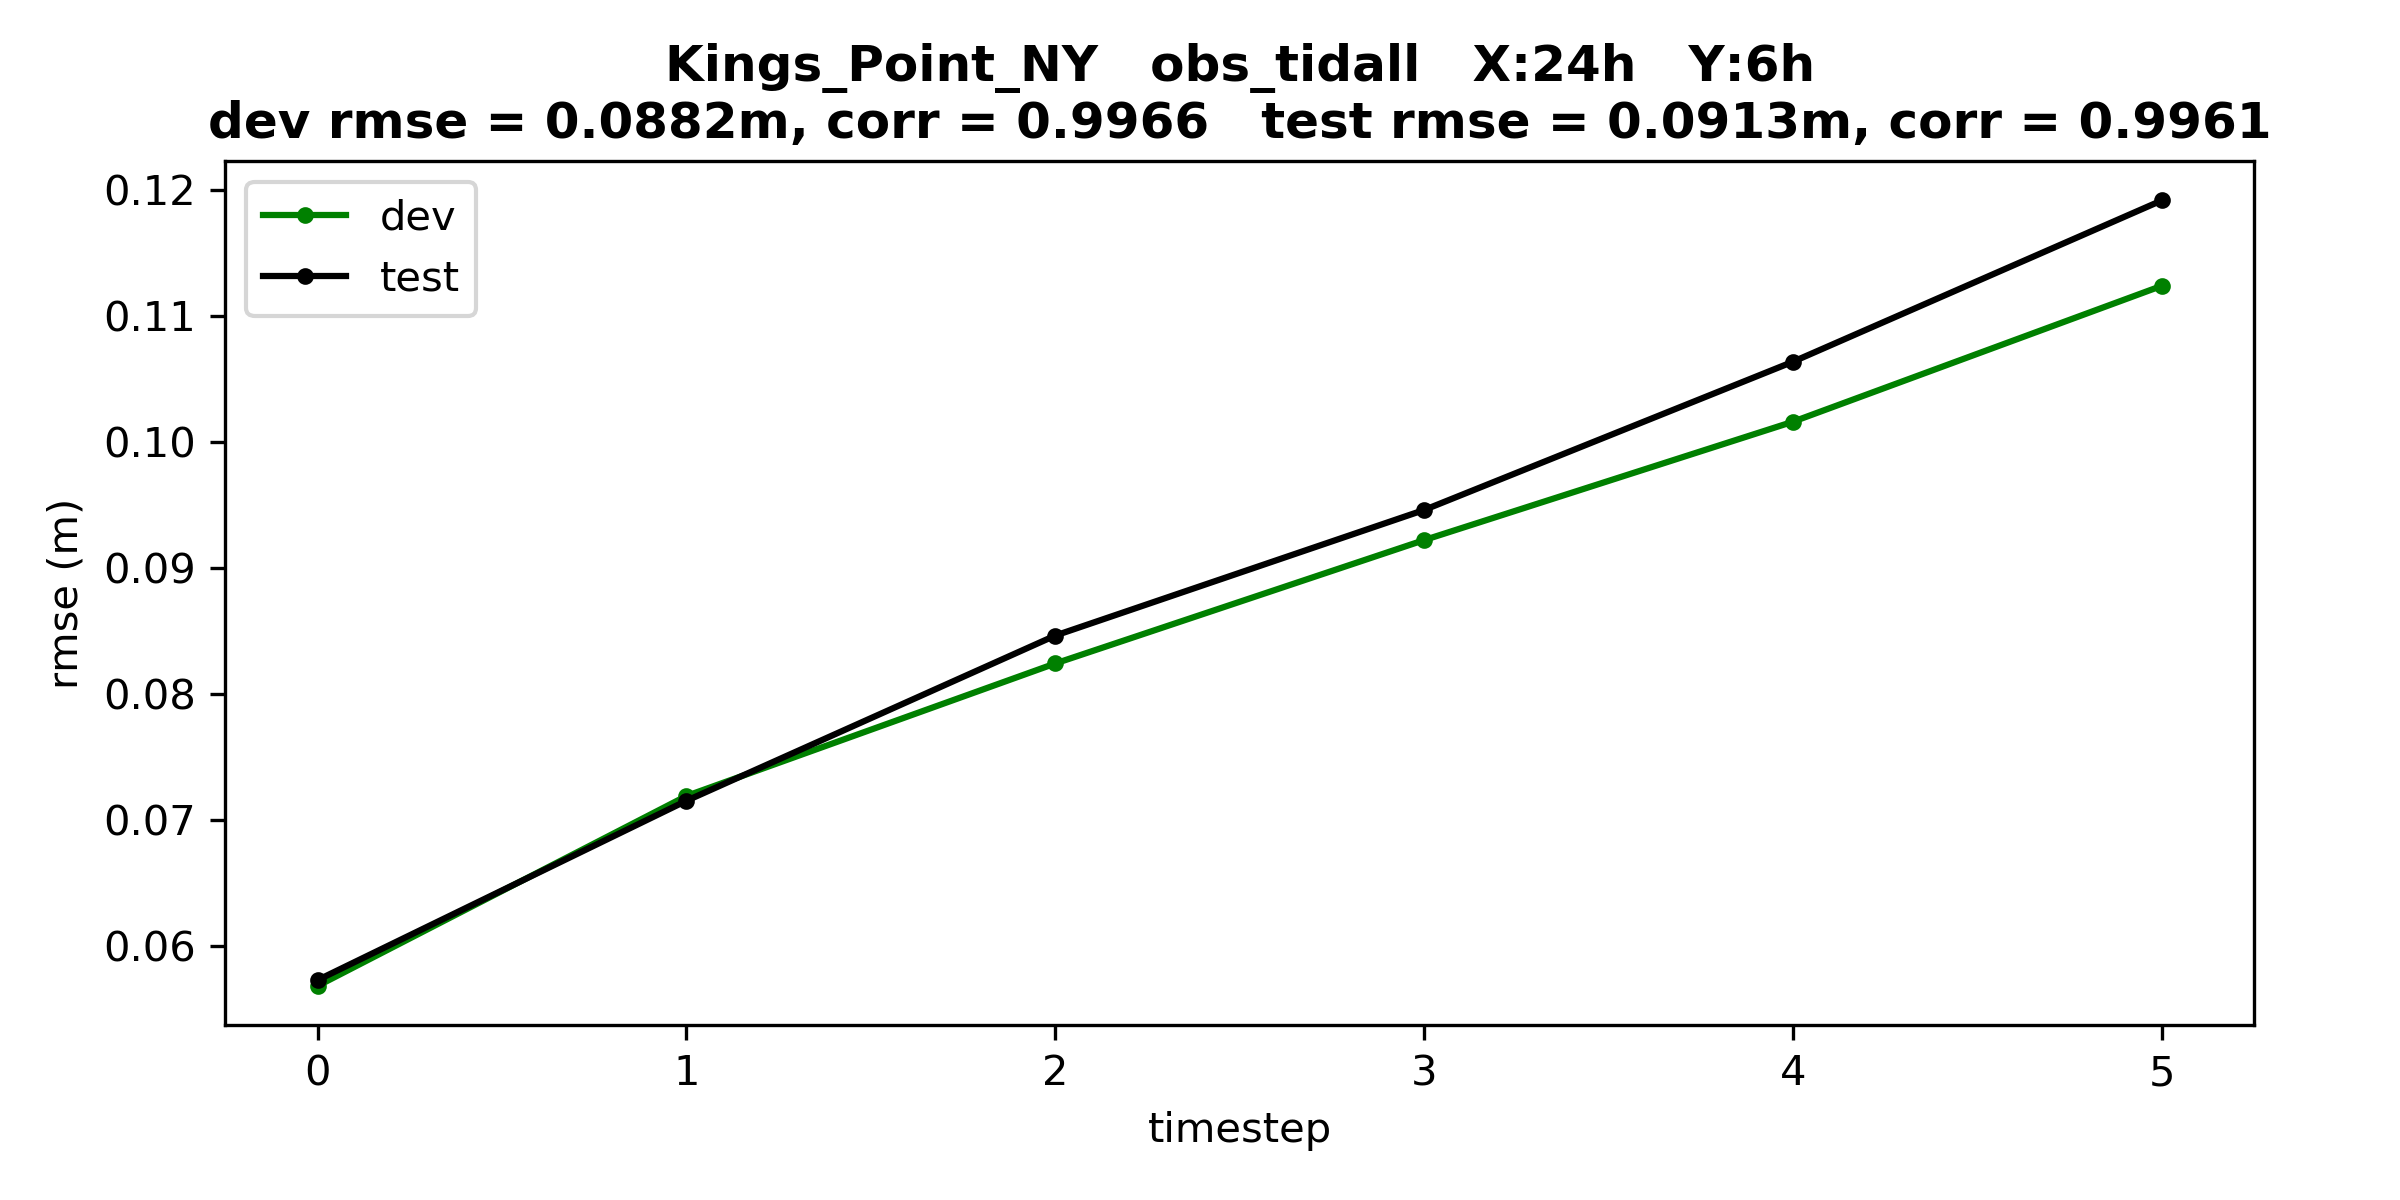 Kings_Point_NY   obs_tidall   X:24h   Y:6h
dev rmse = 0.0882m, corr = 0.9966   test rmse = 0.0913m, corr = 0.9961
dev
test
0.12
0.11
0.10
0.09
0.08
0.07
0.06
rmse (m)
0 1 2 3 4 5
timestep